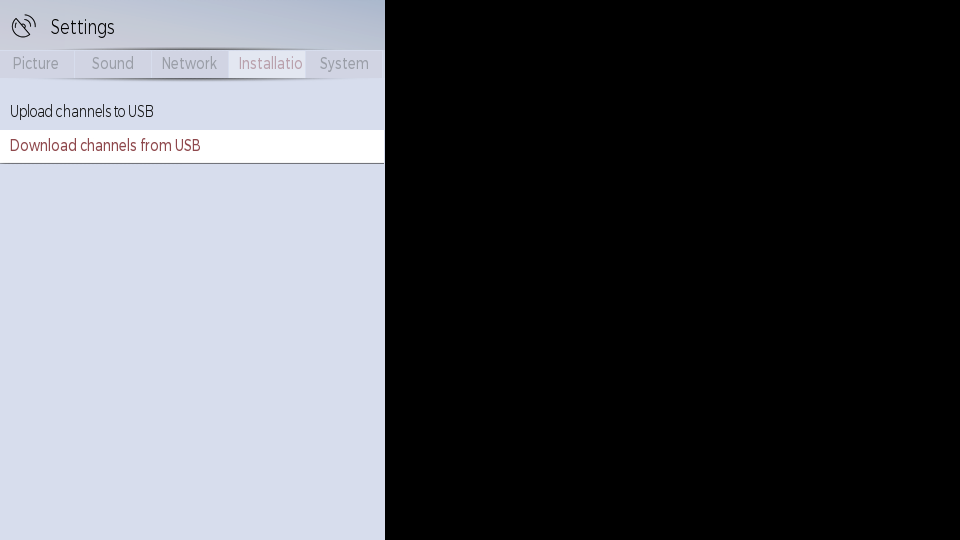 Settings
Picture Sound Network Installatio System
Upload channels to USB
Download channels from USB